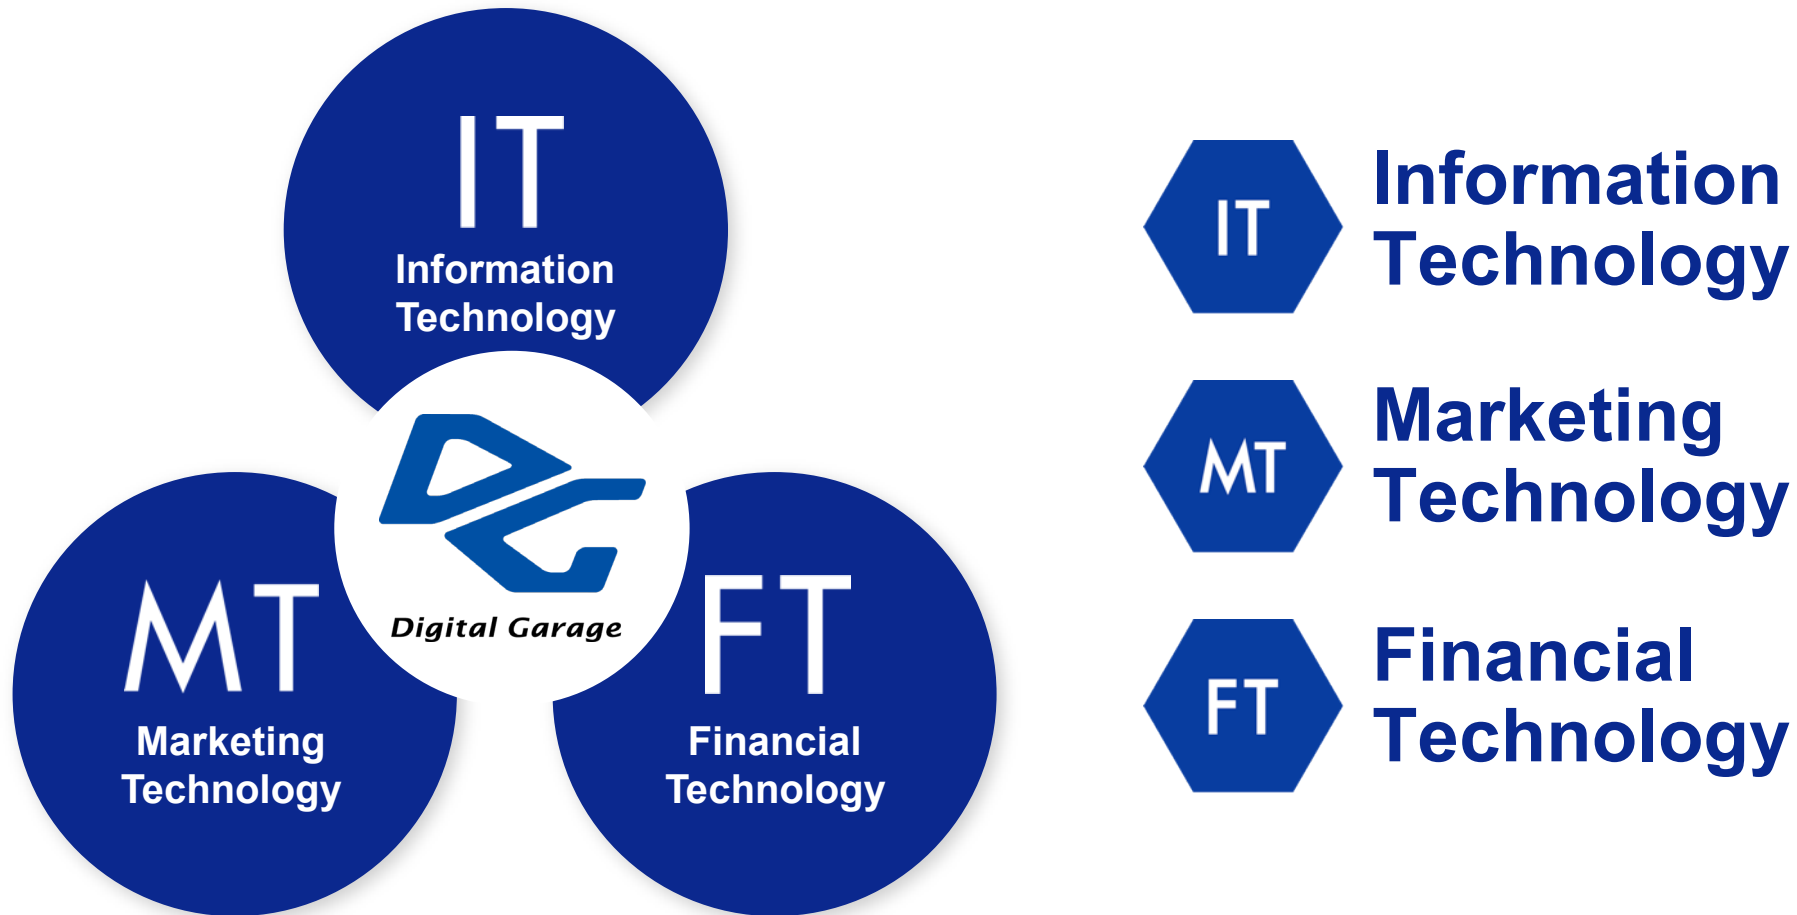 IT
Information
Technology
DG
Digital Garage
MT
Marketing
Technology
FT
Financial
Technology
IT
Information
Technology
MT
Marketing
Technology
FT
Financial
Technology